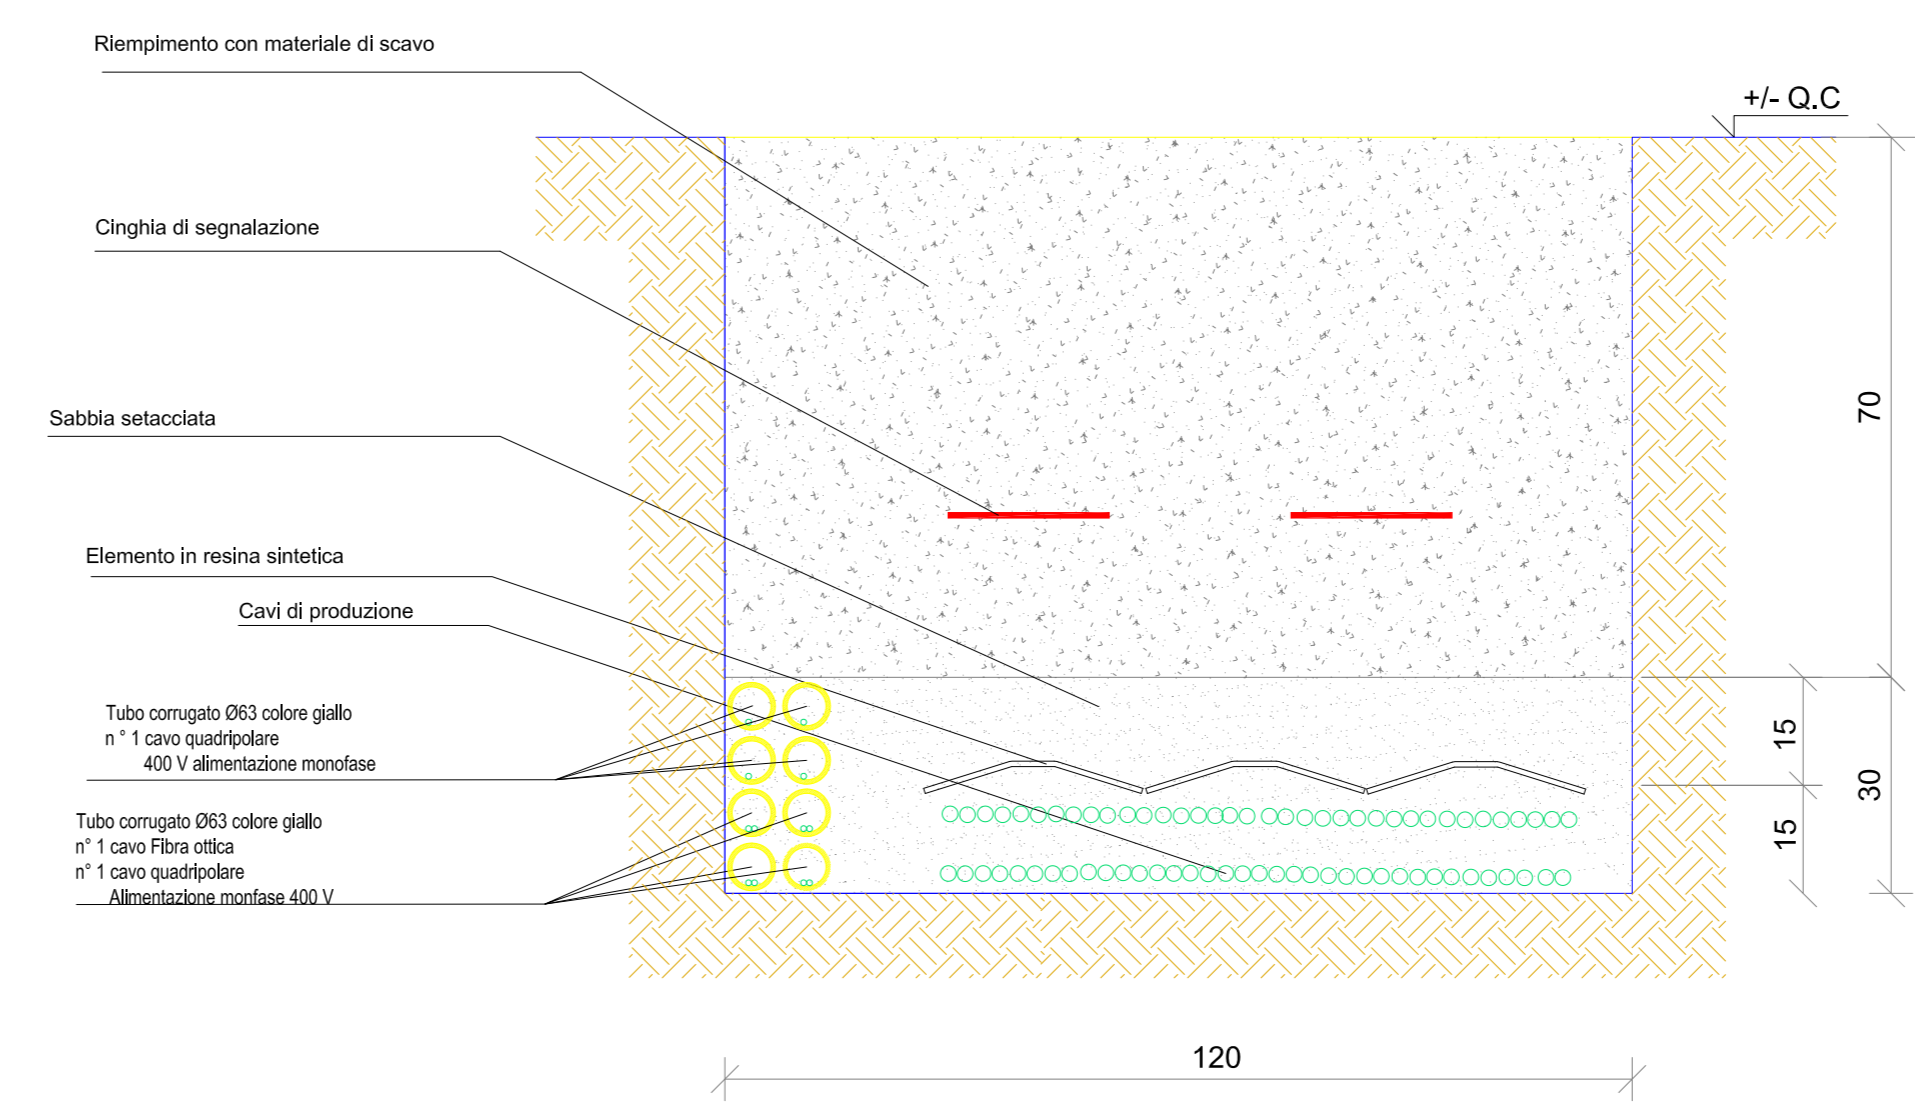 Riempimento con materiale di scavo
+/- Q.C
Cinghia di segnalazione
70
Sabbia setacciata
Elemento in resina sintetica
Cavi di produzione
Tubo corrugato Ø63 colore giallo
n ° 1 cavo quadripolare
400 V alimentazione monofase
15
30
15
Tubo corrugato Ø63 colore giallo
n° 1 cavo Fibra ottica
n° 1 cavo quadripolare
Alimentazione monfase 400 V
120